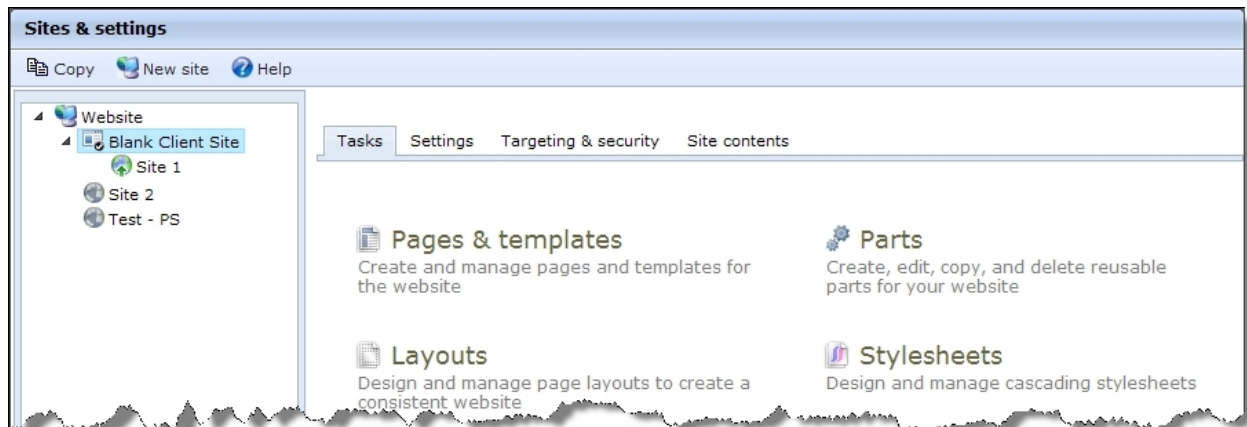 Sites & settings
Copy New site Help
Website
Blank Client Site
Site 1
Site 2
Test - PS
Tasks Settings Targeting & security Site contents
Pages & templates
Create and manage pages and templates for
the website
Parts
Create, edit, copy, and delete reusable
parts for your website
Layouts
Design and manage page layouts to create a
consistent website
Stylesheets
Design and manage cascading stylesheets